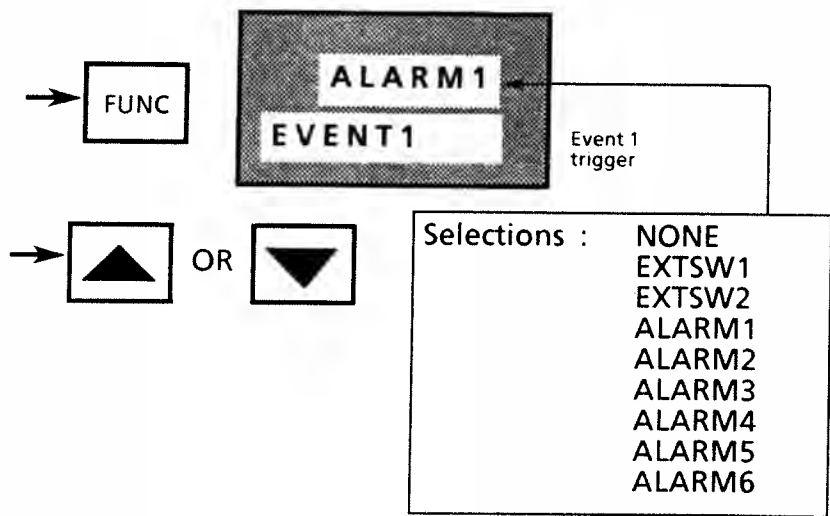 FUNC
ALARM1
EVENT1
Event 1
trigger
OR
Selections : NONE
EXTSW1
EXTSW2
ALARM1
ALARM2
ALARM3
ALARM4
ALARM5
ALARM6